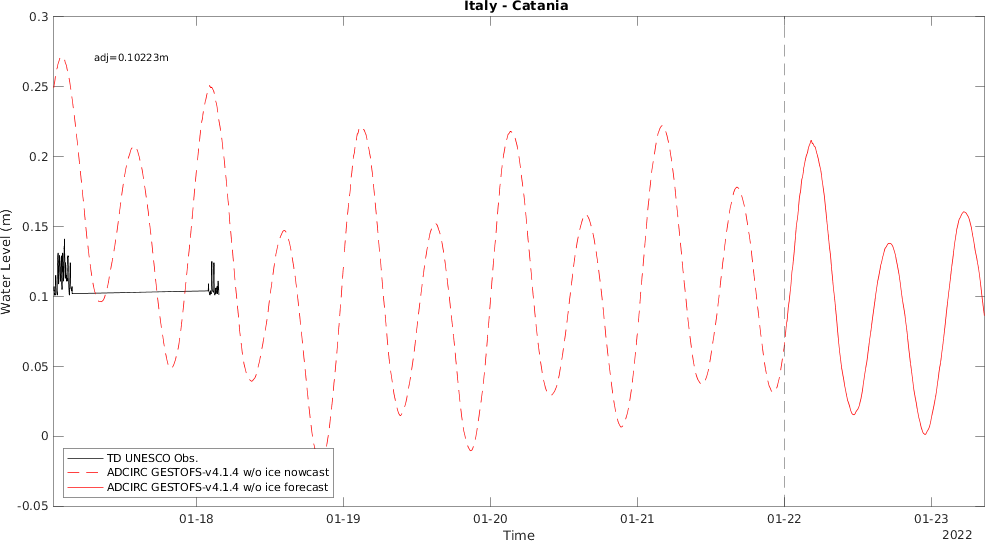 Italy - Catania
adj=0.10223m
0.3
0.25
0.2
0.15
0.1
0.05
0
-0.05
Water Level (m)
TD UNESCO Obs.
ADCIRC GESTOFS-v4.1.4 w/o ice nowcast
ADCIRC GESTOFS-v4.1.4 w/o ice forecast
01-18
01-19
01-20
01-21
01-22
01-23
Time
2022